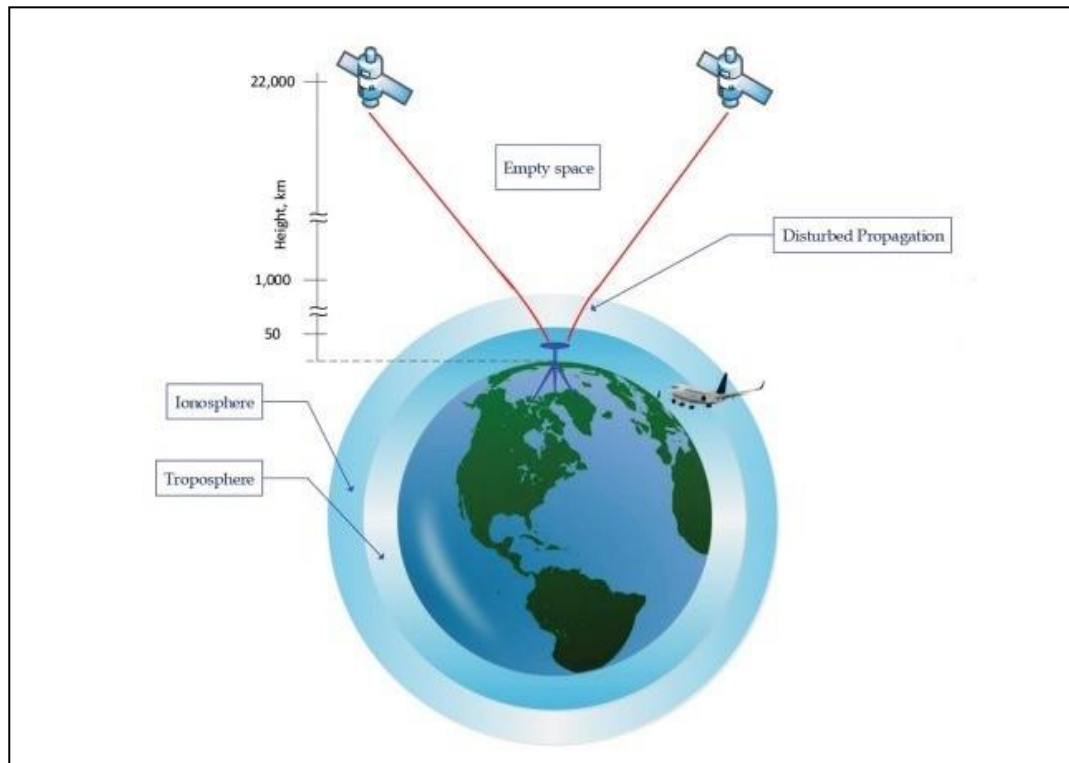 22,000
Empty space
Height, km
Disturbed Propagation
1,000
50
Ionosphere
Troposphere